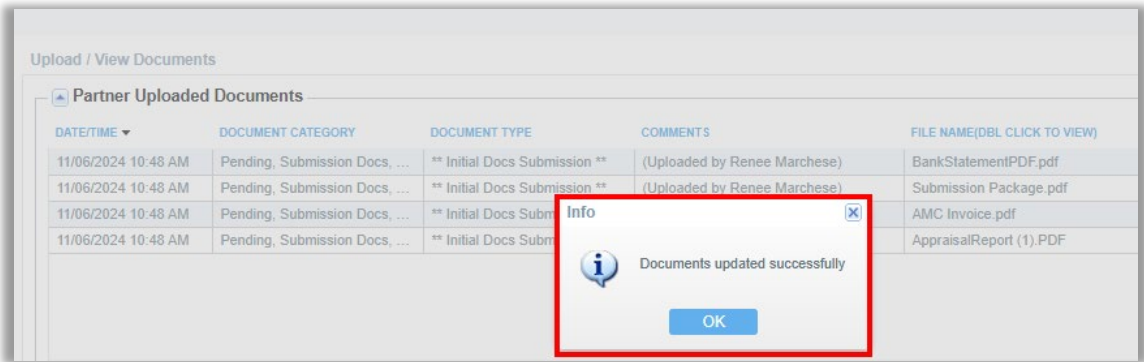 Upload / View Documents
Partner Uploaded Documents
DATE/TIME DOCUMENT CATEGORY DOCUMENT TYPE COMMENTS FILE NAME(DBL CLICK TO VIEW)
11/06/2024 10:48 AM Pending, Submission Docs, ... ** Initial Docs Submission ** (Uploaded by Renee Marchese) BankStatementPDF.pdf
11/06/2024 10:48 AM Pending, Submission Docs, ... ** Initial Docs Submission ** (Uploaded by Renee Marchese) Submission Package.pdf
11/06/2024 10:48 AM Pending, Submission Docs, ... ** Initial Docs Subm AMC Invoice.pdf
11/06/2024 10:48 AM Pending, Submission Docs, ... ** Initial Docs Subm AppraisalReport (1).PDF
Info
Documents updated successfully
OK